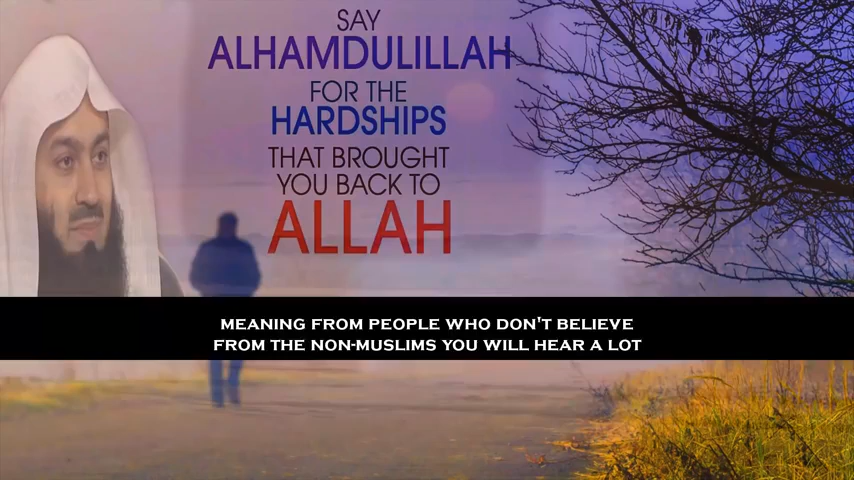 SAY
ALHAMDULILLAH
FOR THE
HARDSHIPS
THAT BROUGHT
YOU BACK TO
ALLAH
MEANING FROM PEOPLE WHO DON'T BELIEVE
FROM THE NON-MUSLIMS YOU WILL HEAR A LOT